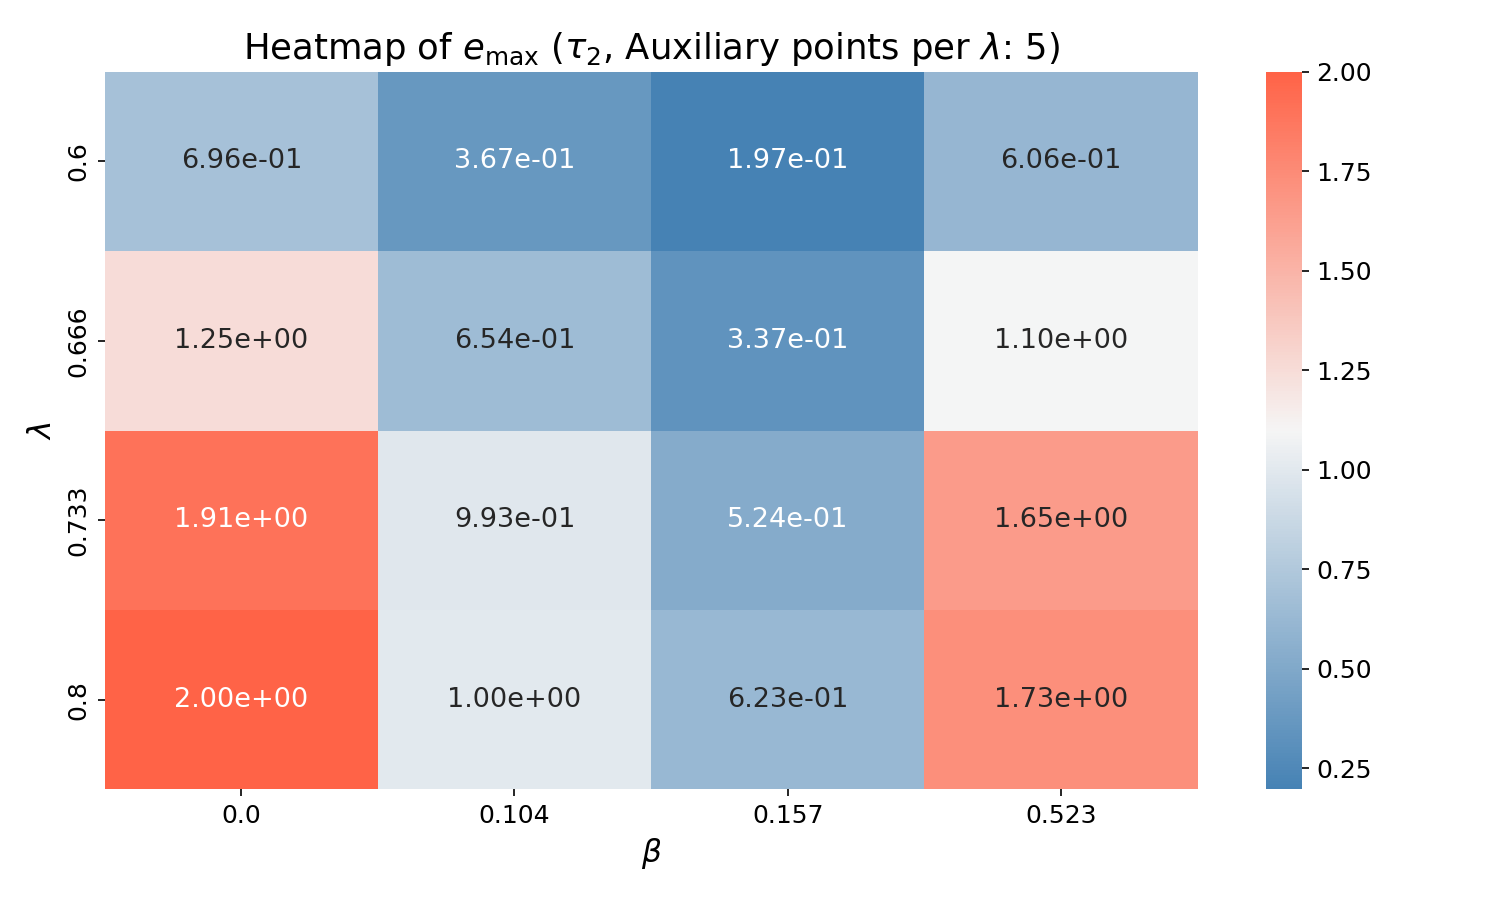 Heatmap of e_max (τ_2, Auxiliary points per λ: 5)
λ
0.6 6.96e-01 3.67e-01 1.97e-01 6.06e-01
0.666 1.25e+00 6.54e-01 3.37e-01 1.10e+00
0.733 1.91e+00 9.93e-01 5.24e-01 1.65e+00
0.8 2.00e+00 1.00e+00 6.23e-01 1.73e+00
0.0 0.104 0.157 0.523
β
2.00
1.75
1.50
1.25
1.00
0.75
0.50
0.25